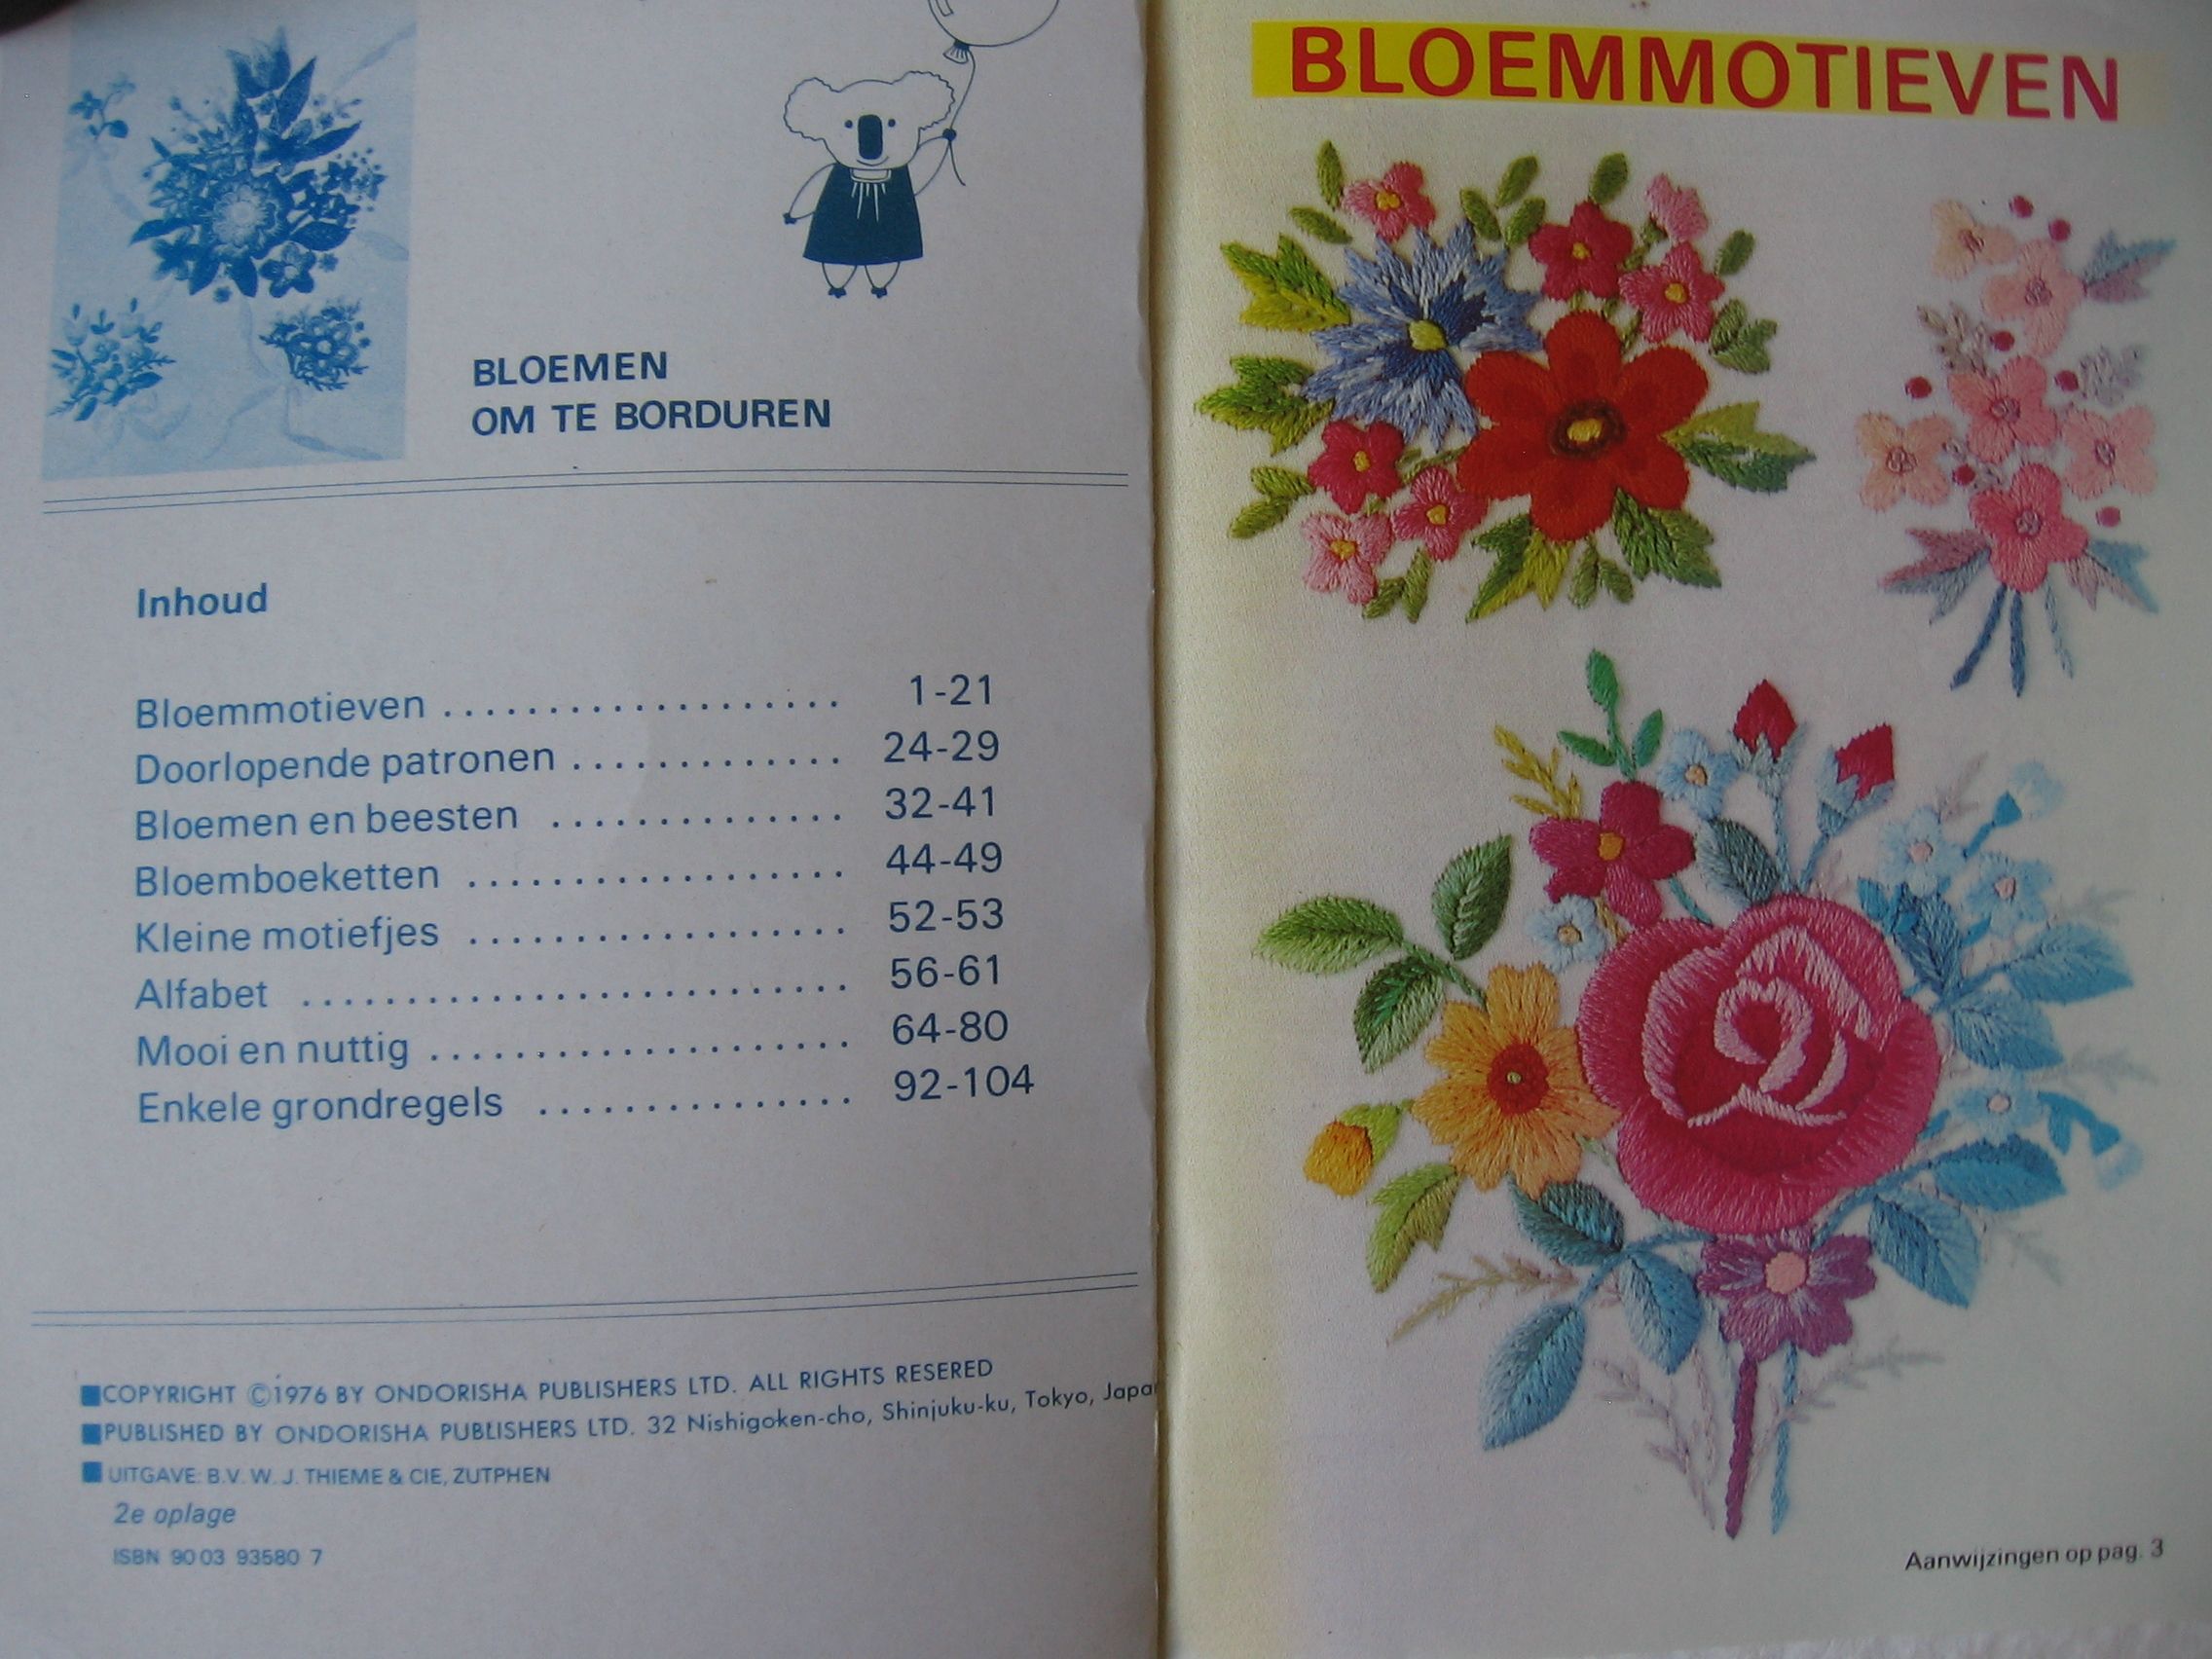 BLOEMEN
OM TE BORDUREN
Inhoud
Bloemmotieven .................... 1-21
Doorlopende patronen ............. 24-29
Bloemen en beesten .............. 32-41
Bloemboeketten .................. 44-49
Kleine motiefjes .................. 52-53
Alfabet ........................... 56-61
Mooi en nuttig .................... 64-80
Enkele grondregels ............... 92-104
■COPYRIGHT ©1976 BY ONDORISHA PUBLISHERS LTD. ALL RIGHTS RESERED
■PUBLISHED BY ONDORISHA PUBLISHERS LTD. 32 Nishigoken-cho, Shinjuku-ku, Tokyo, Japa
■UITGAVE: B.V. W. J. THIEME & CIE, ZUTPHEN
2e oplage
ISBN 90 03 93580 7
BLOEMMOTIEVEN
Aanwijzingen op pag. 3